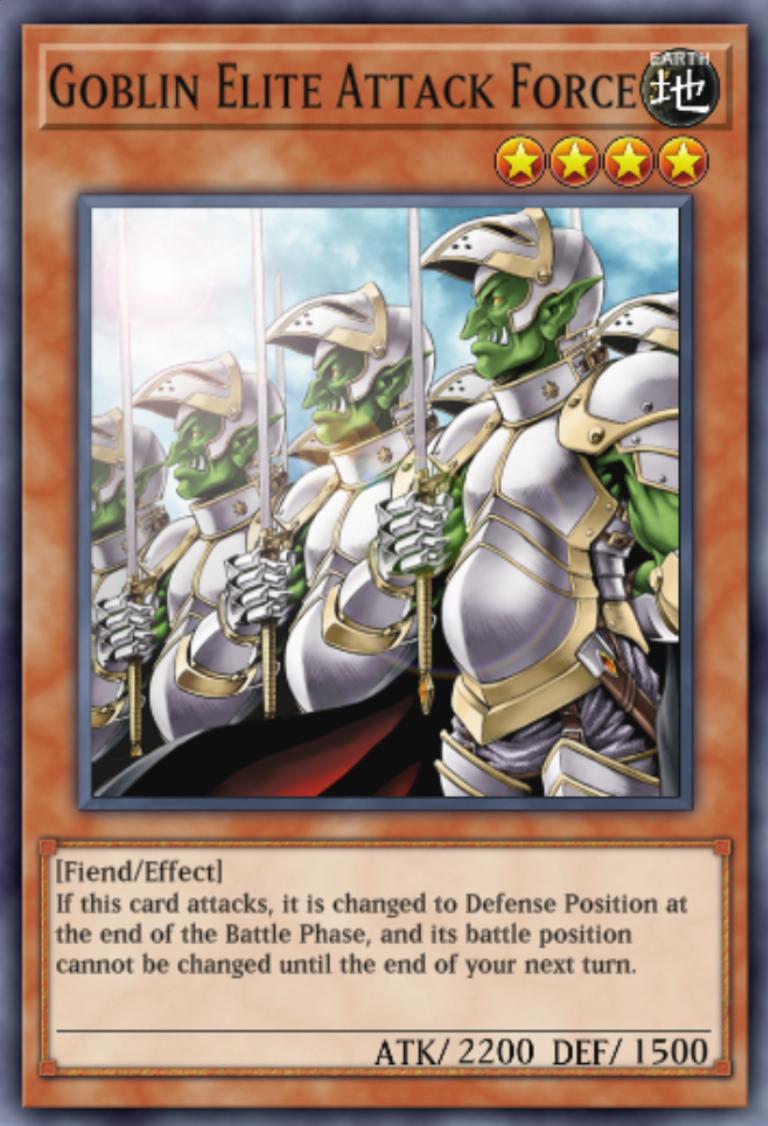 Goblin Elite Attack Force
EARTH
地
[Fiend/Effect]
If this card attacks, it is changed to Defense Position at
the end of the Battle Phase, and its battle position
cannot be changed until the end of your next turn.
ATK/ 2200 DEF/ 1500